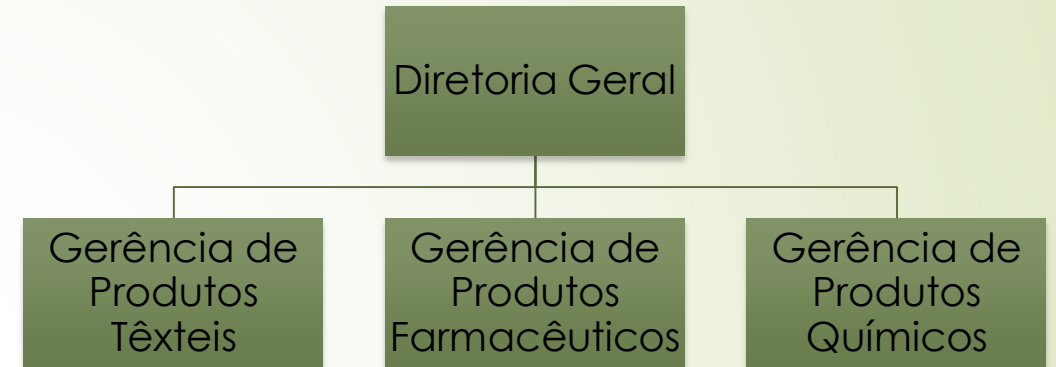 Diretoria Geral
Gerência de
Produtos
Têxteis
Gerência de
Produtos
Farmacêuticos
Gerência de
Produtos
Químicos